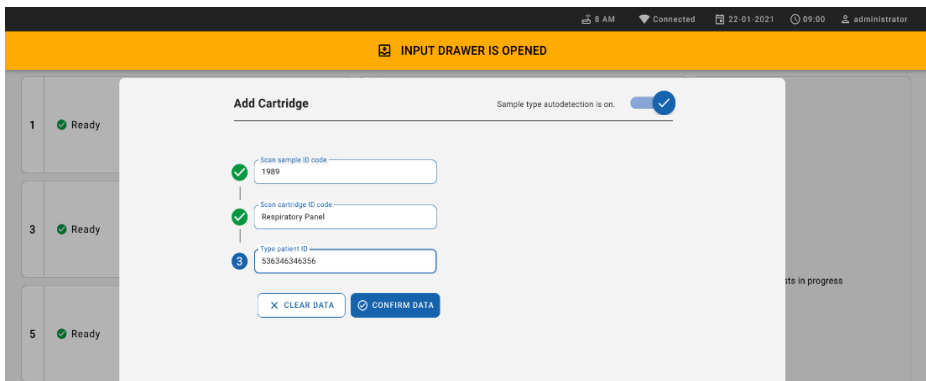 8 AM Connected 22-01-2021 09:00 administrator
INPUT DRAWER IS OPENED
Add Cartridge
Sample type autodetection is on.
1 Ready
Scan sample ID code
1989
Scan cartridge ID code
Respiratory Panel
3 Ready
Type patient ID
3 536346346356
sts in progress
CLEAR DATA
CONFIRM DATA
5 Ready